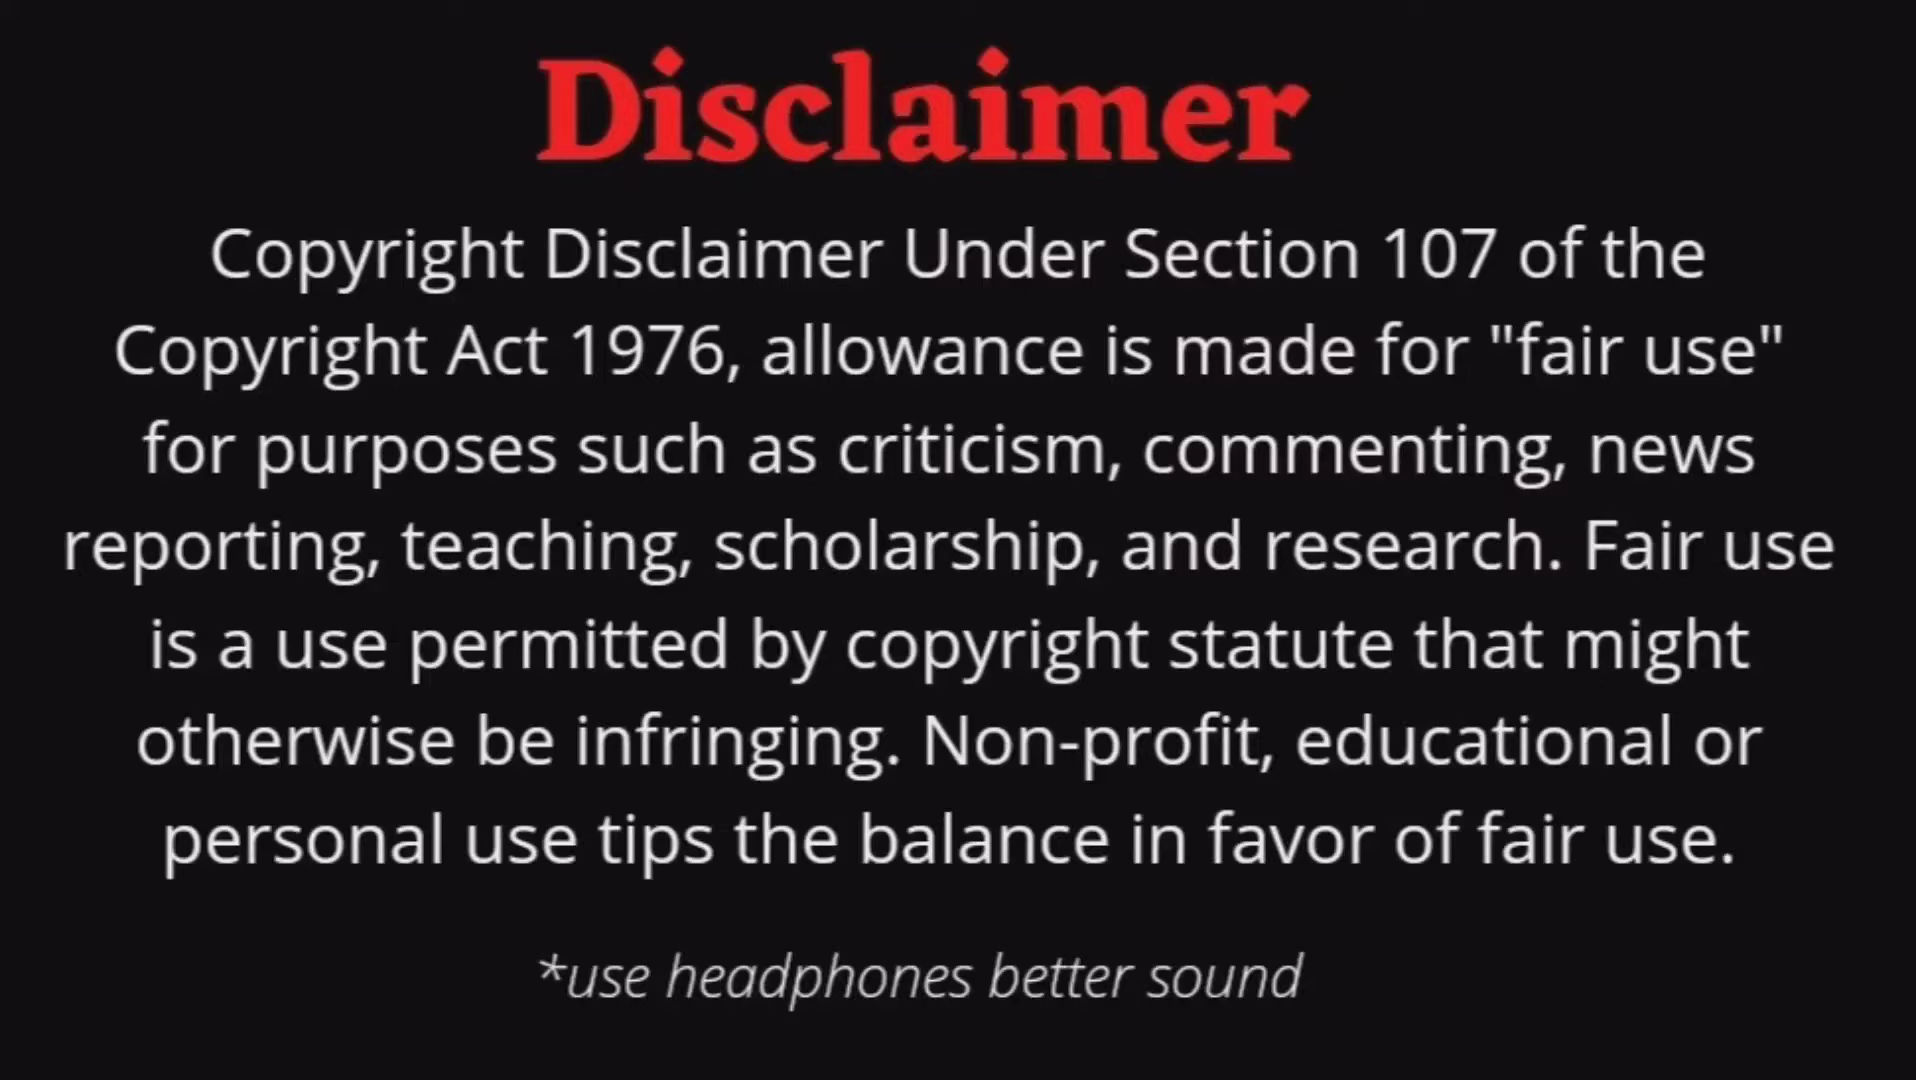 Disclaimer
Copyright Disclaimer Under Section 107 of the
Copyright Act 1976, allowance is made for "fair use"
for purposes such as criticism, commenting, news
reporting, teaching, scholarship, and research. Fair use
is a use permitted by copyright statute that might
otherwise be infringing. Non-profit, educational or
personal use tips the balance in favor of fair use.
*use headphones better sound